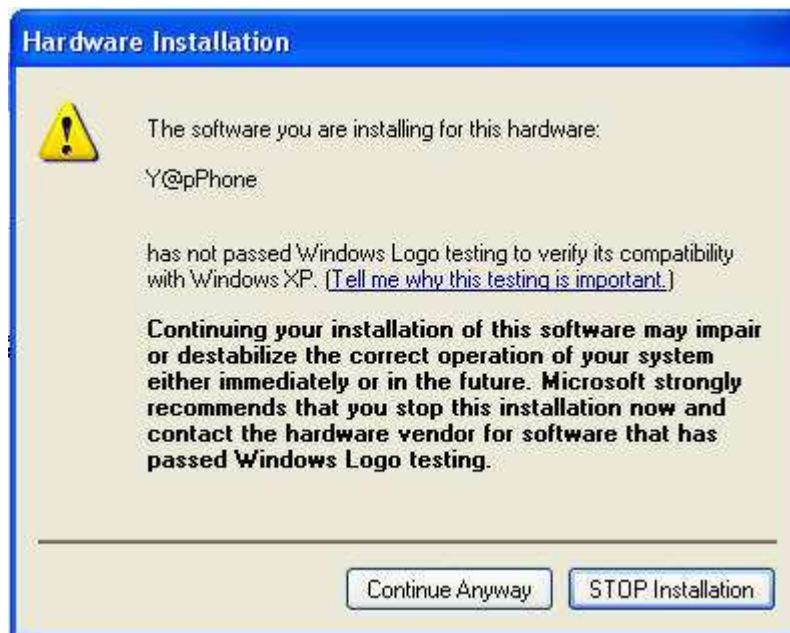 Hardware Installation
The software you are installing for this hardware:
Y@pPhone
has not passed Windows Logo testing to verify its compatibility
with Windows XP. (Tell me why this testing is important.)
Continuing your installation of this software may impair
or destabilize the correct operation of your system
either immediately or in the future. Microsoft strongly
recommends that you stop this installation now and
contact the hardware vendor for software that has
passed Windows Logo testing.
Continue Anyway STOP Installation